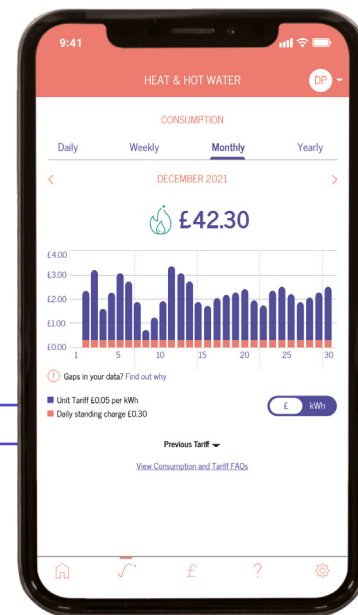 9:41
HEAT & HOT WATER
DP
CONSUMPTION
Daily Weekly Monthly Yearly
< DECEMBER 2021 >
£42.30
£4.00
£3.00
£2.00
£1.00
£0.00
1 5 10 15 20 25 30
! Gaps in your data? Find out why
Unit Tariff £0.05 per kWh
Daily standing charge £0.30
£ kWh
Previous Tariff
View Consumption and Tariff FAQs
£ ?